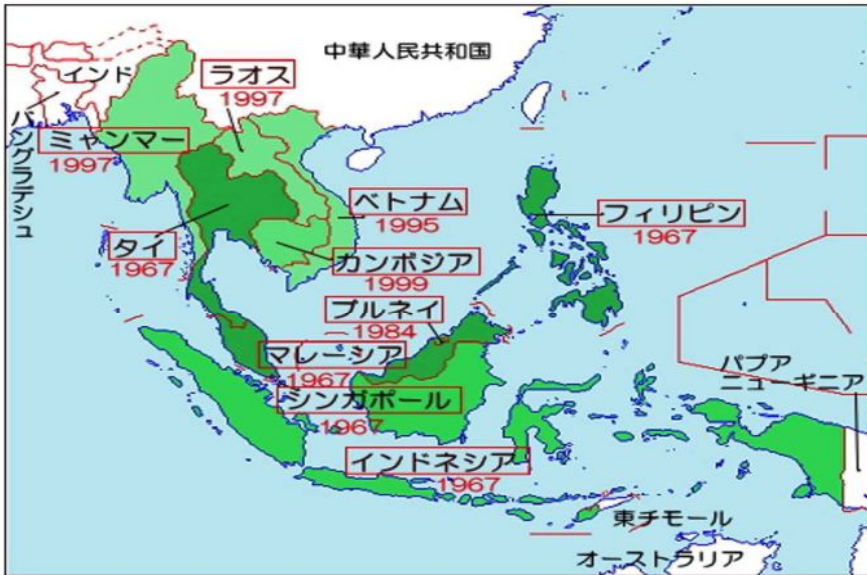 中華人民共和国
インド
ラオス
1997
バングラデシュ
ミャンマー
1997
ベトナム
1995
フィリピン
1967
タイ
1967
カンボジア
1999
ブルネイ
1984
マレーシア
1967
シンガポール
1967
パプア
ニューギニア
インドネシア
1967
東チモール
オーストラリア